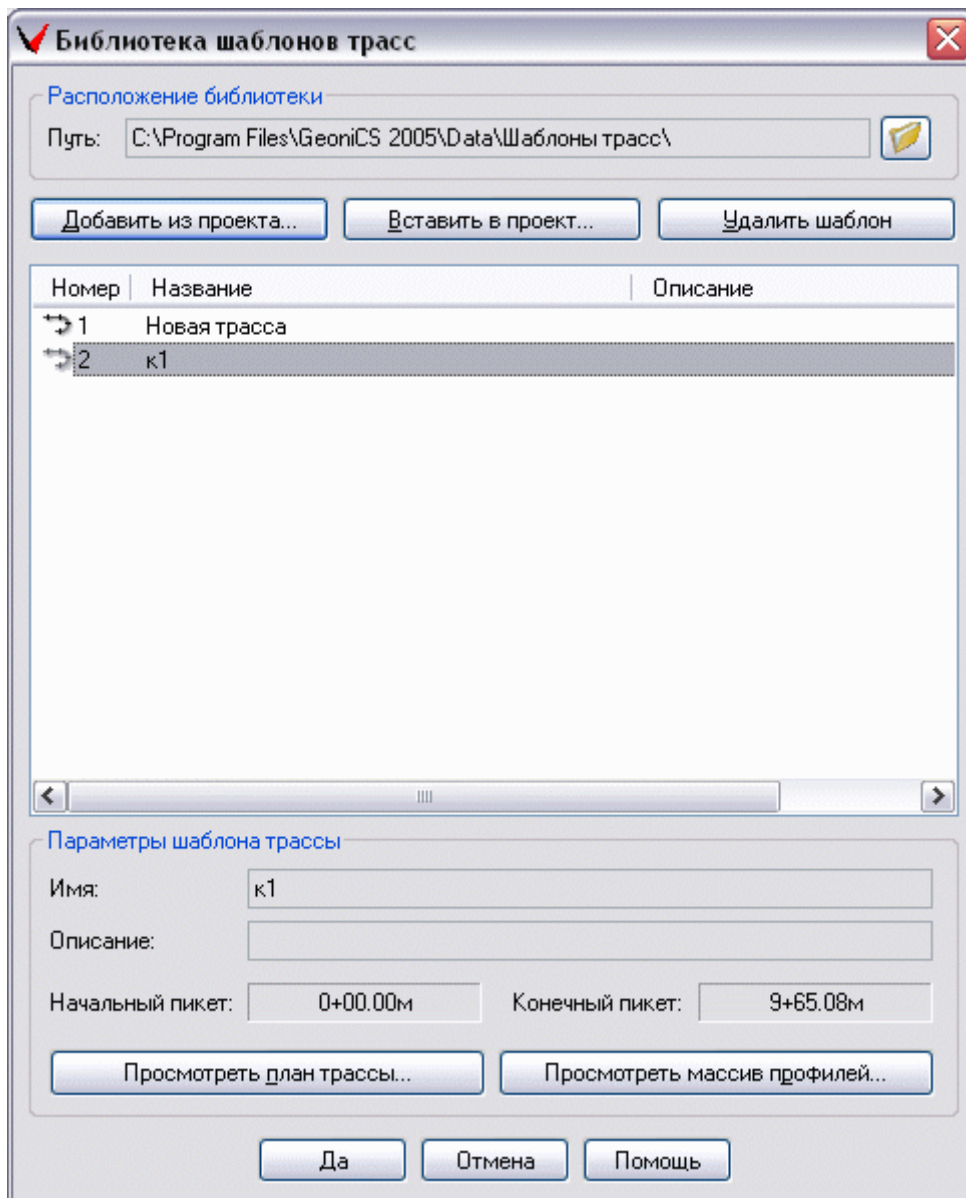 Библиотека шаблонов трасс
Расположение библиотеки
Путь: C:\Program Files\GeoniCS 2005\Data\Шаблоны трасс\
Добавить из проекта... Вставить в проект... Удалить шаблон
Номер Название Описание
1 Новая трасса
2 к1
Параметры шаблона трассы
Имя: к1
Описание:
Начальный пикет: 0+00.00м Конечный пикет: 9+65.08м
Просмотреть план трассы... Просмотреть массив профилей...
Да Отмена Помощь